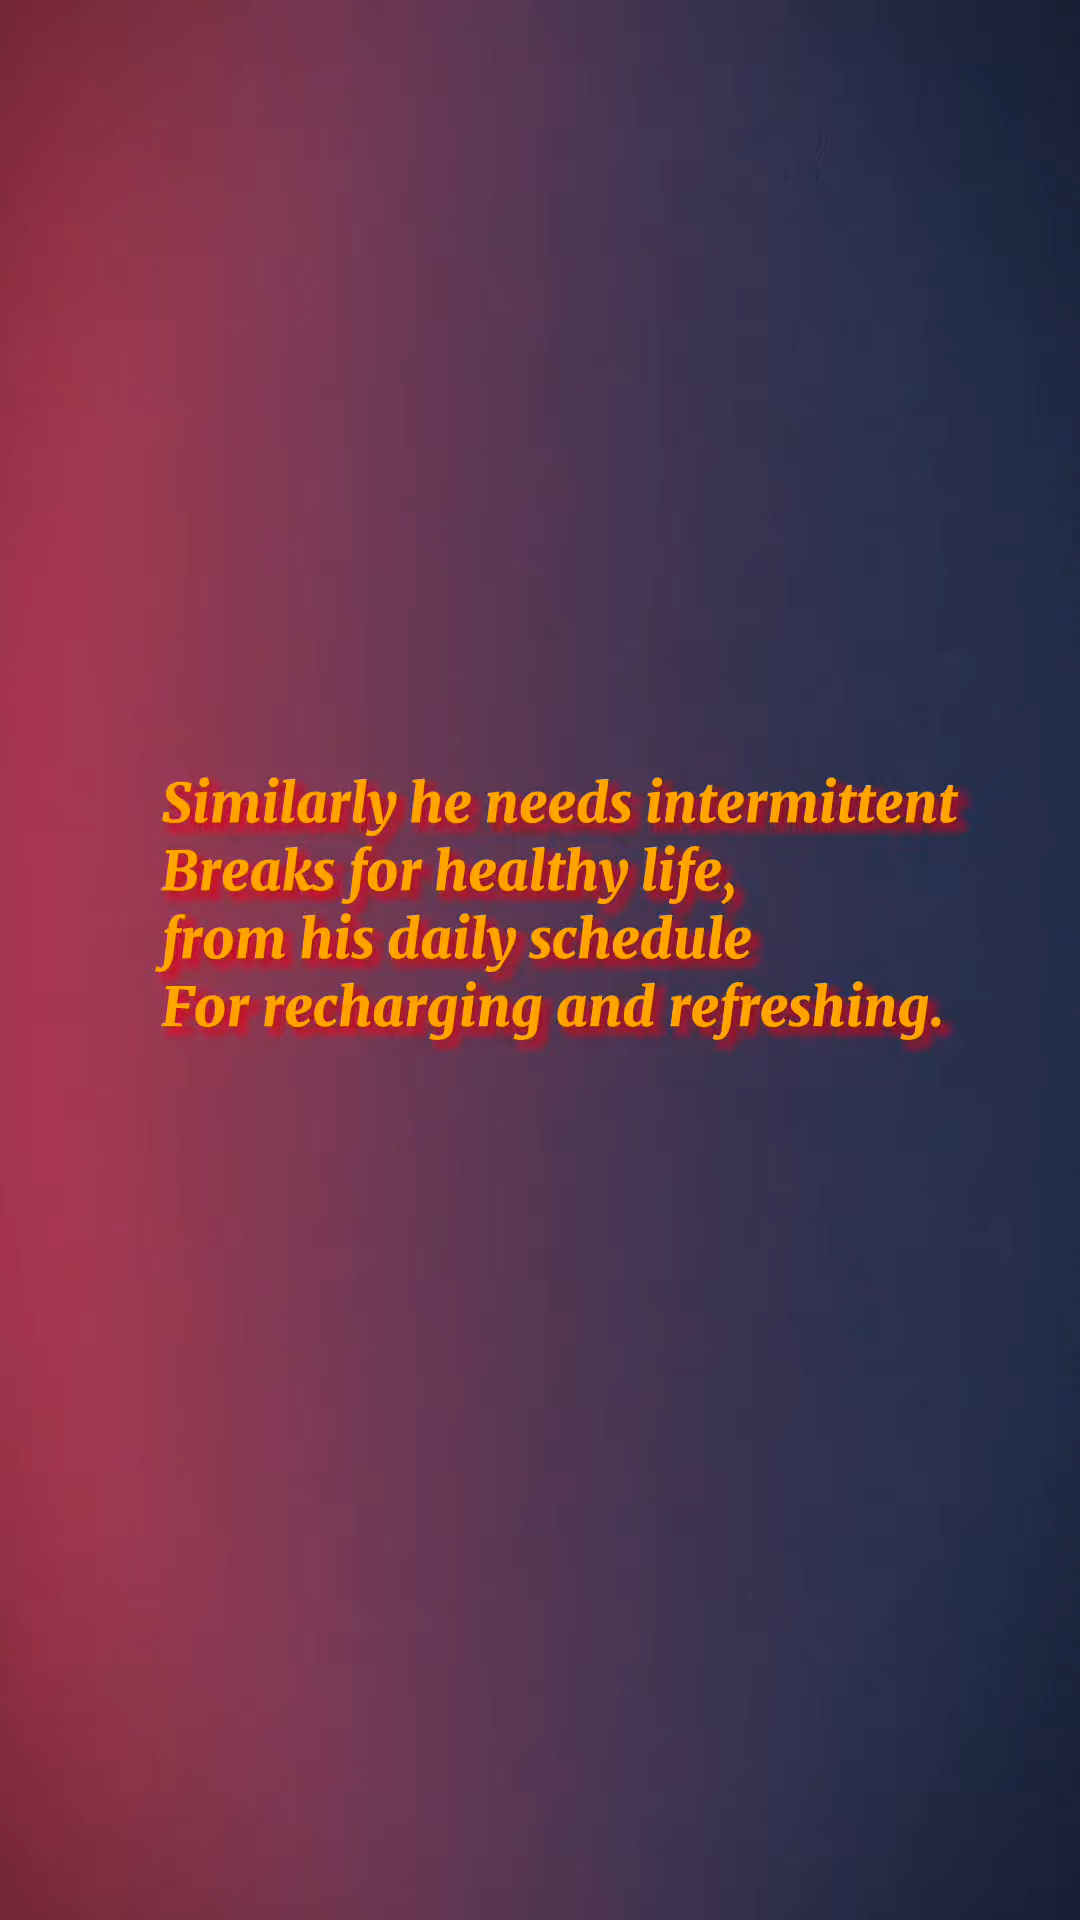 Similarly he needs intermittent
Breaks for healthy life,
from his daily schedule
For recharging and refreshing.